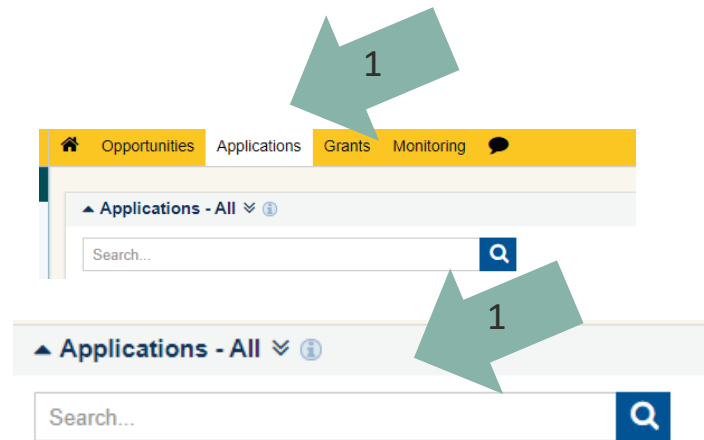 1
Opportunities Applications Grants Monitoring
Applications - All
Search...
1
Applications - All
Search...